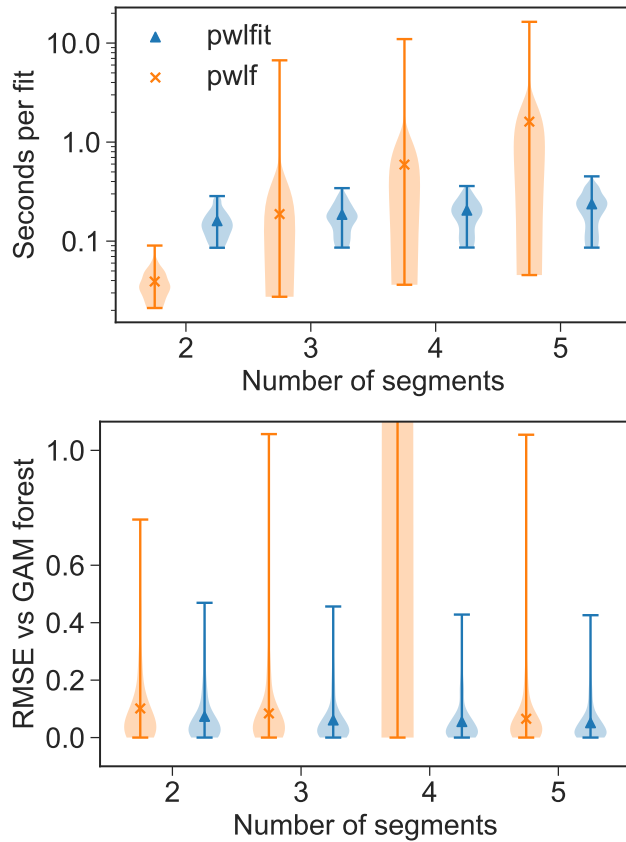 pwlfit
pwlf
Seconds per fit
10.0
1.0
0.1
2 3 4 5
Number of segments
RMSE vs GAM forest
1.0
0.6
0.4
0.2
0.0
2 3 4 5
Number of segments